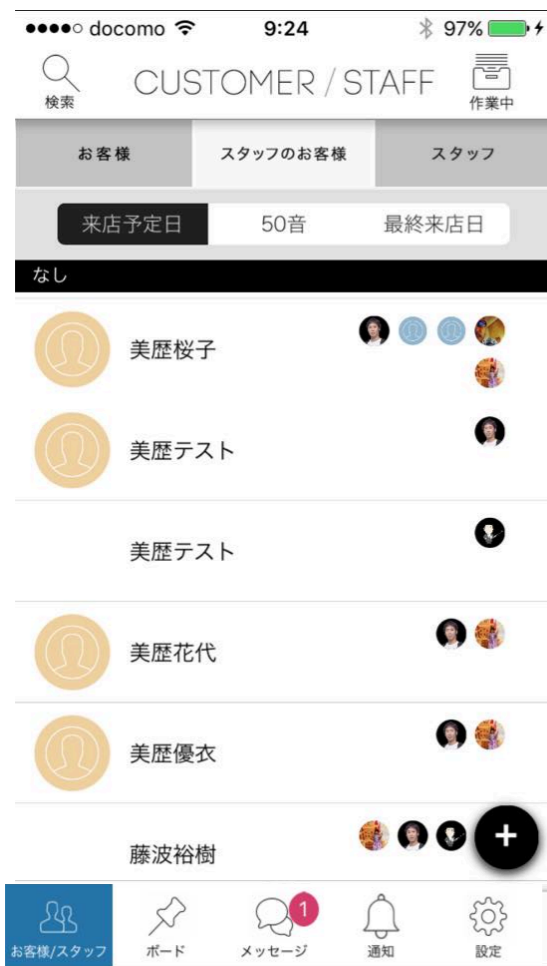 docomo 9:24 97%
検索 CUSTOMER / STAFF 作業中
お客様 スタッフのお客様 スタッフ
来店予定日 50音 最終来店日
なし
美歴桜子
美歴テスト
美歴テスト
美歴花代
美歴優衣
藤波裕樹
+
1
お客様/スタッフ ボード メッセージ 通知 設定